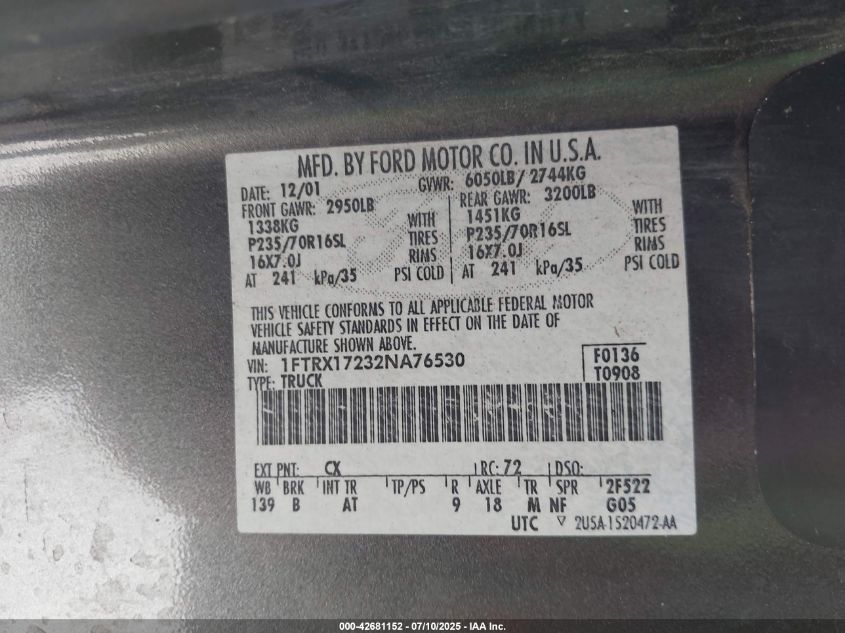 MFD. BY FORD MOTOR CO. IN U.S.A.
DATE: 12/01 GVWR: 6050LB/ 2744KG
FRONT GAWR: 2950LB REAR GAWR: 3200LB
1338KG WITH 1451KG WITH
P235/70R16SL TIRES P235/70R16SL TIRES
16X7.0J RIMS 16X7.0J RIMS
AT 241 kPa/35 PSI COLD AT 241 kPa/35 PSI COLD
THIS VEHICLE CONFORMS TO ALL APPLICABLE FEDERAL MOTOR
VEHICLE SAFETY STANDARDS IN EFFECT ON THE DATE OF
MANUFACTURE SHOWN ABOVE.
VIN: 1FTRX17232NA76530 F0136
TYPE: TRUCK T0908
EXT PNT: CX RC: 72 DSO:
WB BRK INT TR TP/PS R AXLE TR SPR 2F522
139 B AT 9 18 M NF G05
UTC ▽ 2USA-1520472-AA
000-42681152 - 07/10/2025 - IAA Inc.